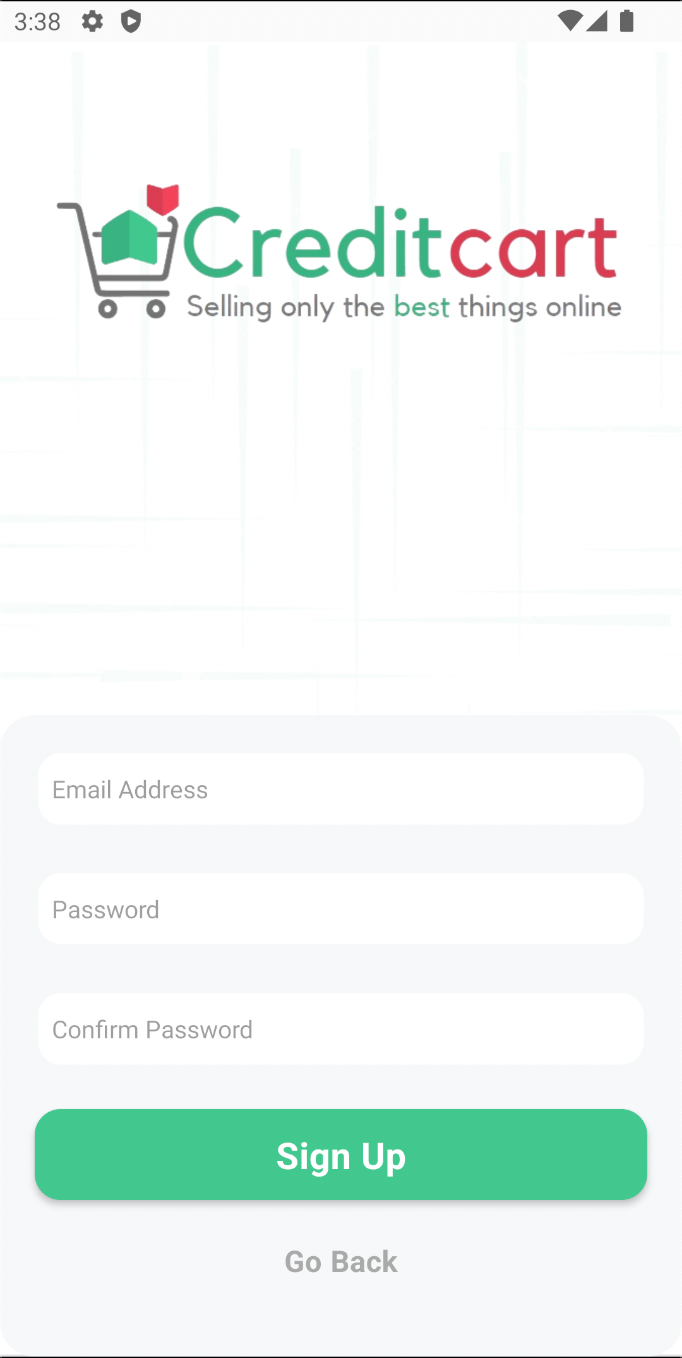 3:38
Creditcart
Selling only the best things online
Email Address
Password
Confirm Password
Sign Up
Go Back